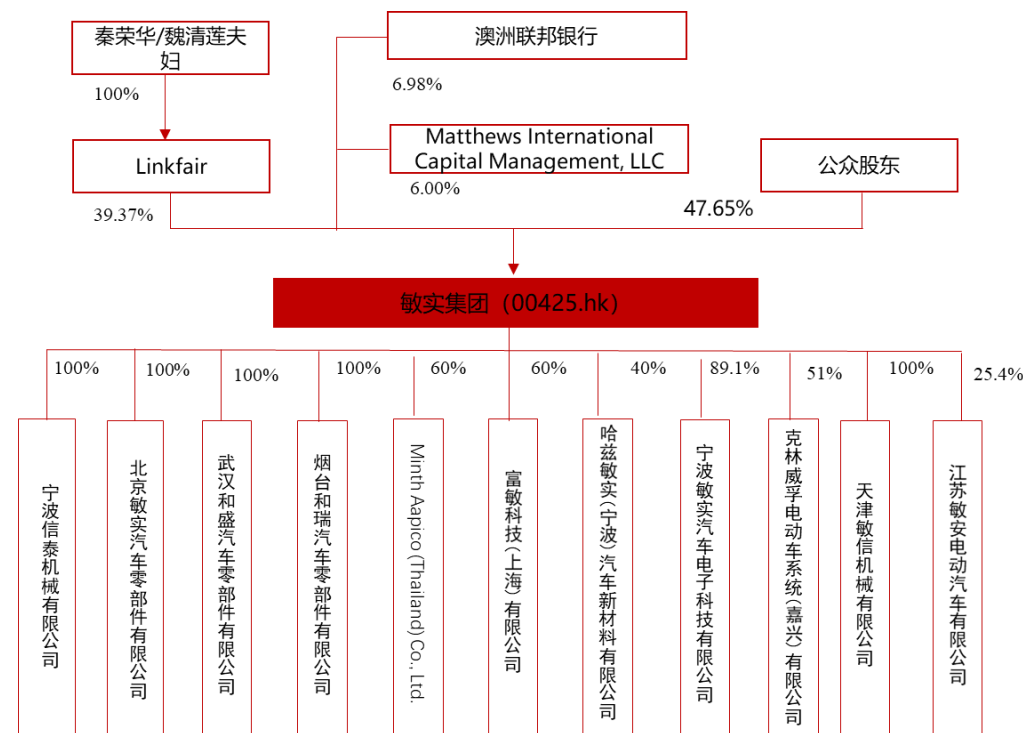 秦荣华/魏清莲夫
妇
澳洲联邦银行
100%
6.98%
Matthews International
Capital Management, LLC
Linkfair
公众股东
6.00%
39.37%
47.65%
敏实集团（00425.hk）
100%
100%
100%
100%
60%
60%
40%
89.1%
51%
100%
25.4%
宁波信泰机械有限公司
北京敏实汽车零部件有限公司
武汉和盛汽车零部件有限公司
烟台和瑞汽车零部件有限公司
Minth Aapico (Thailand) Co., Ltd.
富敏科技（上海）有限公司
哈兹敏实（宁波）汽车新材料有限公司
宁波敏实汽车电子科技有限公司
克林威孚电动车系统（嘉兴）有限公司
天津敏信机械有限公司
江苏敏安电动汽车有限公司